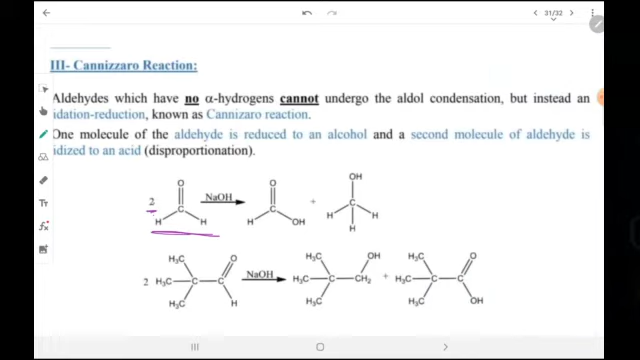 31/32
III- Cannizzaro Reaction:
Aldehydes which have no α-hydrogens cannot undergo the aldol condensation, but instead an
idation-reduction, known as Cannizaro reaction.
One molecule of the aldehyde is reduced to an alcohol and a second molecule of aldehyde is
idized to an acid (disproportionation).
2 H C O H NaOH H C O OH + OH H C H H
2 H₃C H₃C H₃C C C O H NaOH H₃C H₃C H₃C C OH CH₂ + H₃C H₃C H₃C C C O OH